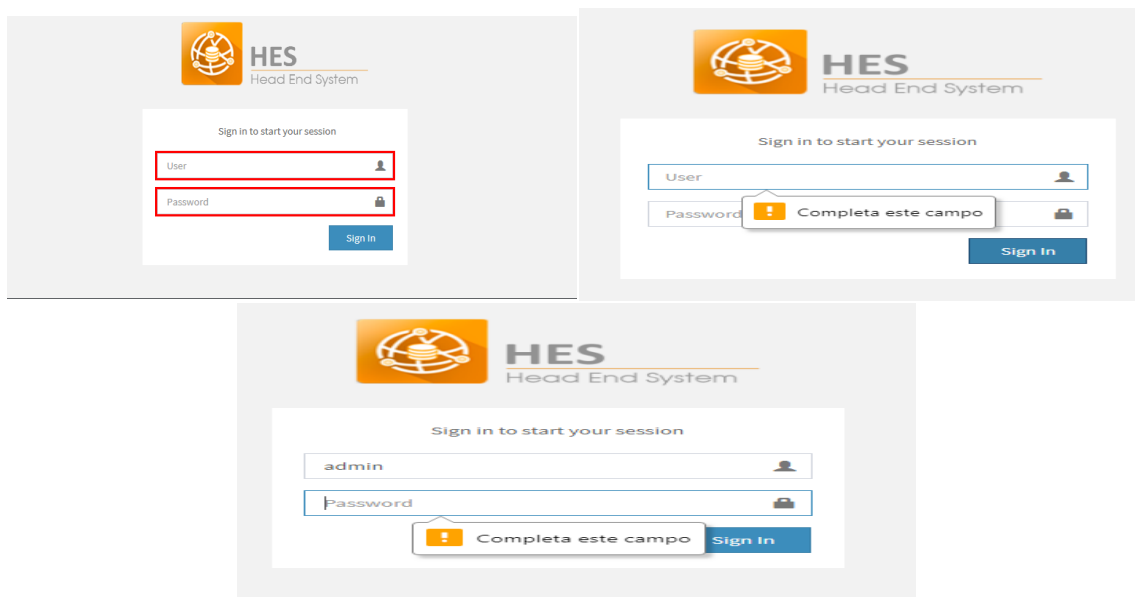 HES
Head End System
Sign in to start your session
User
Password
Sign In
HES
Head End System
Sign in to start your session
User
Password
Completa este campo
Sign In
HES
Head End System
Sign in to start your session
admin
Password
Completa este campo
Sign In